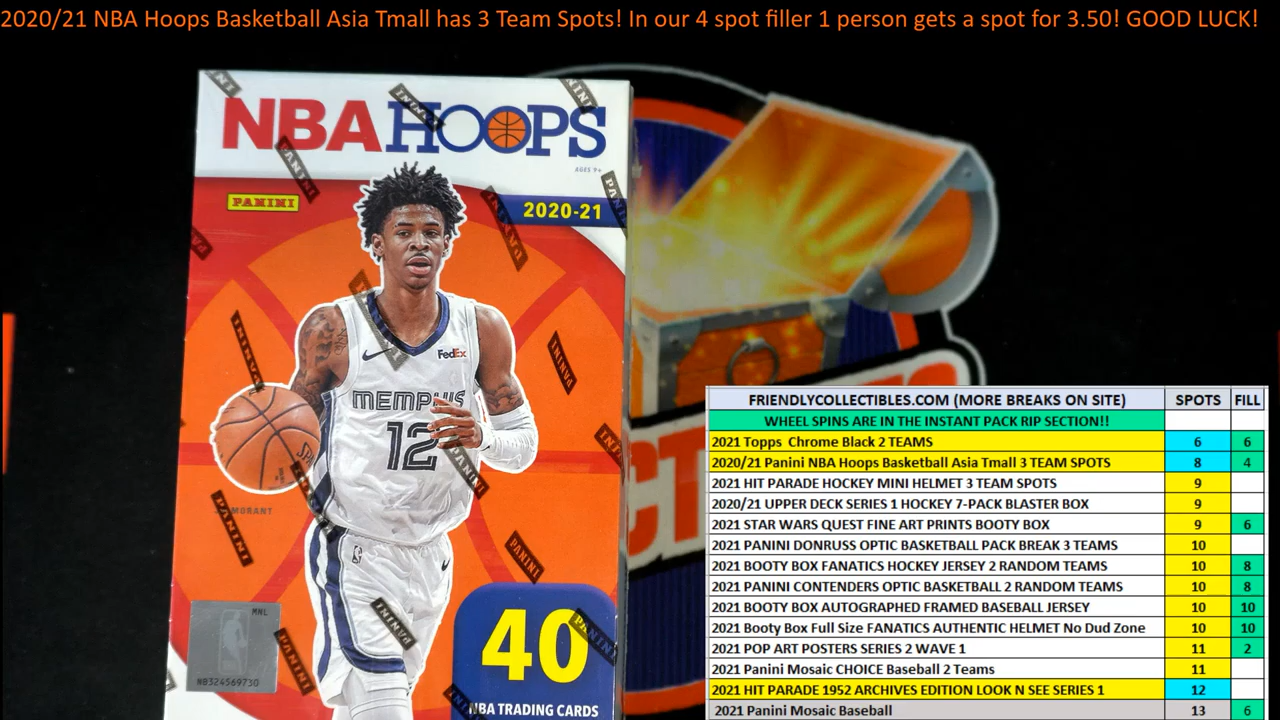 2020/21 NBA Hoops Basketball Asia Tmall has 3 Team Spots! In our 4 spot filler 1 person gets a spot for 3.50! GOOD LUCK!
NBA HOOPS
AGES 9+
PANINI
2020-21
FedEx
MEMPHIS
12
MORANT
MNL
NB324569730
40
NBA TRADING CARDS
PANINI
CTS
FRIENDLYCOLLECTIBLES.COM (MORE BREAKS ON SITE) SPOTS FILL
WHEEL SPINS ARE IN THE INSTANT PACK RIP SECTION!!
2021 Topps Chrome Black 2 TEAMS 6 6
2020/21 Panini NBA Hoops Basketball Asia Tmall 3 TEAM SPOTS 8 4
2021 HIT PARADE HOCKEY MINI HELMET 3 TEAM SPOTS 9
2020/21 UPPER DECK SERIES 1 HOCKEY 7-PACK BLASTER BOX 9
2021 STAR WARS QUEST FINE ART PRINTS BOOTY BOX 9 6
2021 PANINI DONRUSS OPTIC BASKETBALL PACK BREAK 3 TEAMS 10
2021 BOOTY BOX FANATICS HOCKEY JERSEY 2 RANDOM TEAMS 10 8
2021 PANINI CONTENDERS OPTIC BASKETBALL 2 RANDOM TEAMS 10 8
2021 BOOTY BOX AUTOGRAPHED FRAMED BASEBALL JERSEY 10 10
2021 Booty Box Full Size FANATICS AUTHENTIC HELMET No Dud Zone 10 10
2021 POP ART POSTERS SERIES 2 WAVE 1 11 2
2021 Panini Mosaic CHOICE Baseball 2 Teams 11
2021 HIT PARADE 1952 ARCHIVES EDITION LOOK N SEE SERIES 1 12
2021 Panini Mosaic Baseball 13 6